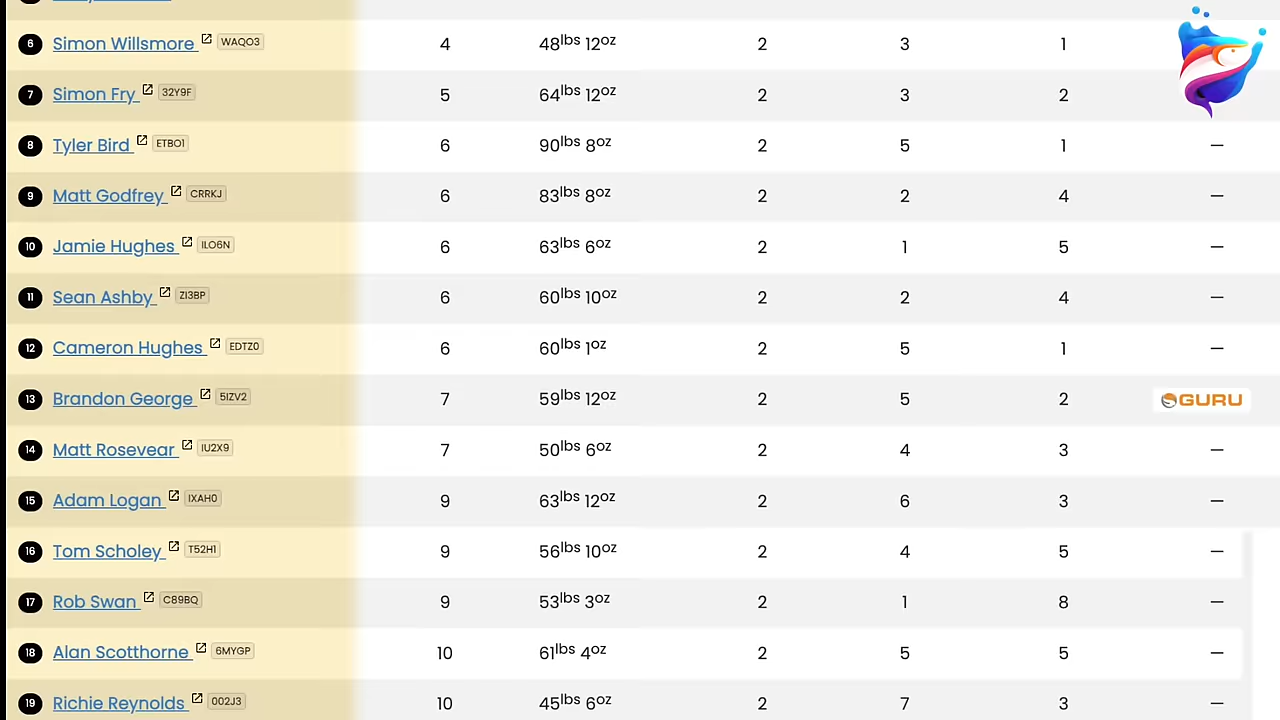 6 Simon Willsmore WAQO3 4 48lbs 12oz 2 3 1
7 Simon Fry 32Y9F 5 64lbs 12oz 2 3 2
8 Tyler Bird ETBO1 6 90lbs 8oz 2 5 1 —
9 Matt Godfrey CRRKJ 6 83lbs 8oz 2 2 4 —
10 Jamie Hughes ILO6N 6 63lbs 6oz 2 1 5 —
11 Sean Ashby ZI3BP 6 60lbs 10oz 2 2 4 —
12 Cameron Hughes EDTZ0 6 60lbs 1oz 2 5 1 —
13 Brandon George 5IZV2 7 59lbs 12oz 2 5 2 GURU
14 Matt Rosevear IU2X9 7 50lbs 6oz 2 4 3 —
15 Adam Logan IXAH0 9 63lbs 12oz 2 6 3 —
16 Tom Scholey T52H1 9 56lbs 10oz 2 4 5 —
17 Rob Swan C89BQ 9 53lbs 3oz 2 1 8 —
18 Alan Scotthorne 6MYGP 10 61lbs 4oz 2 5 5 —
19 Richie Reynolds 002J3 10 45lbs 6oz 2 7 3 —